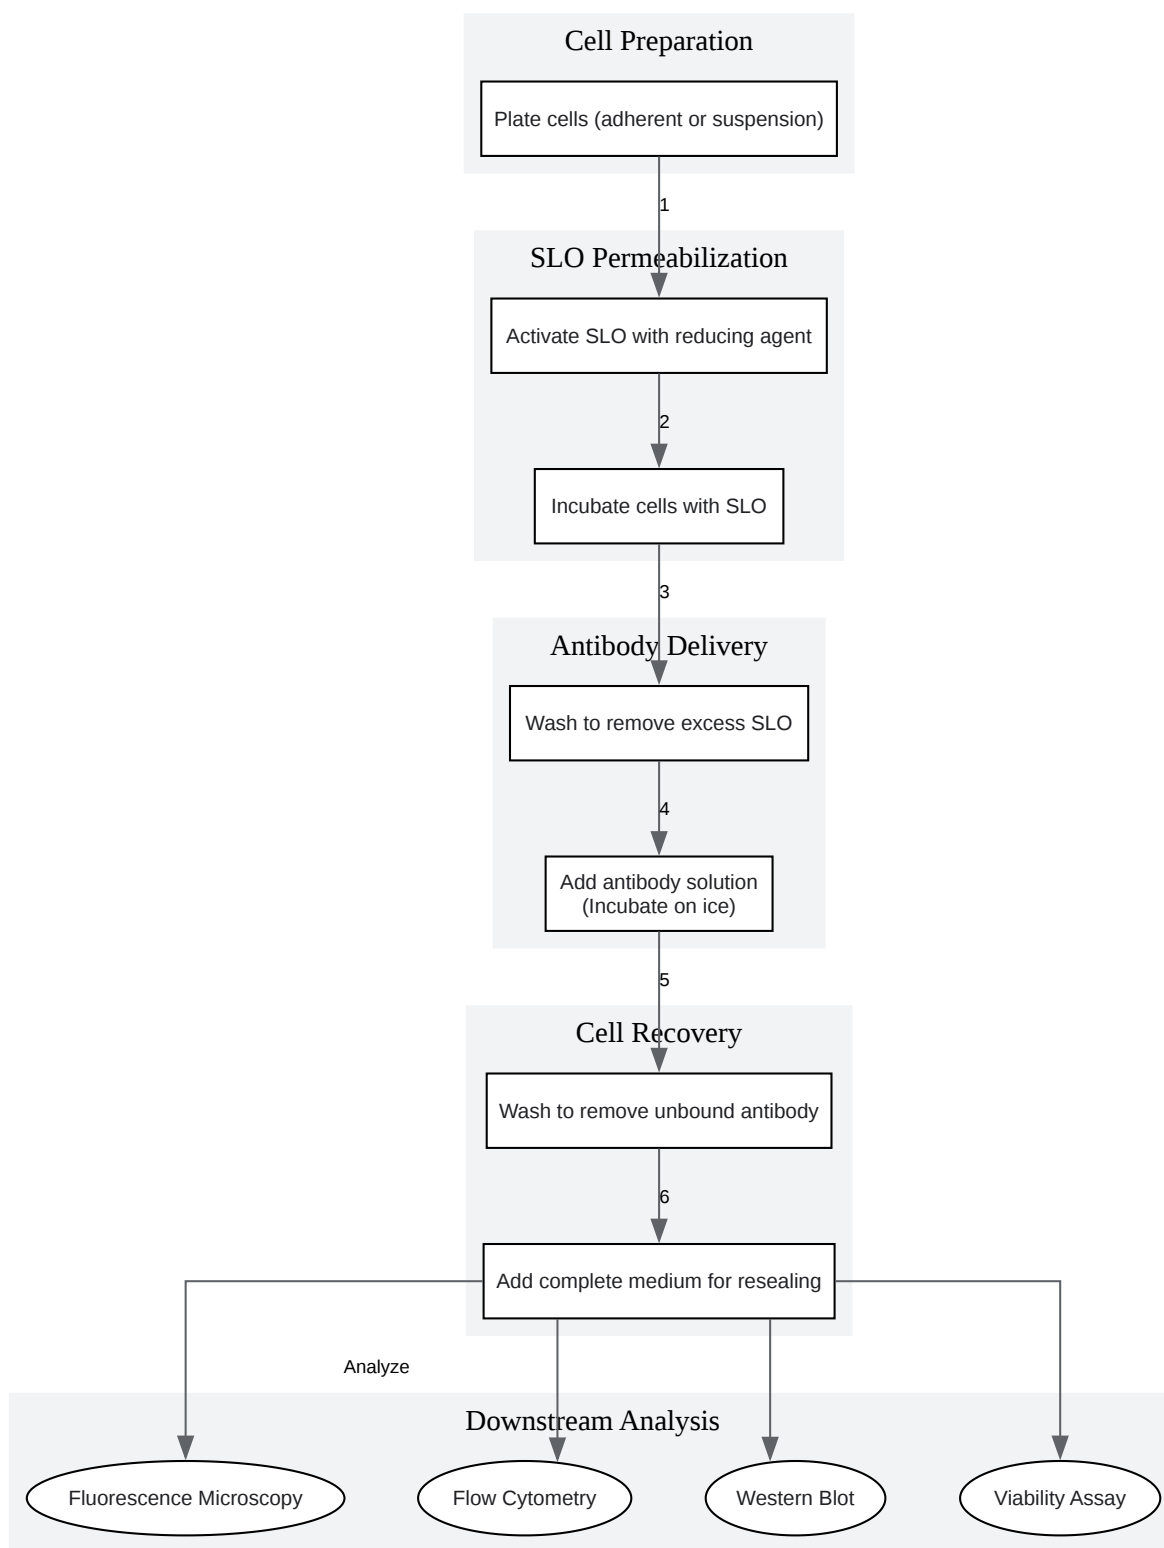 Cell Preparation
Plate cells (adherent or suspension)
1
SLO Permeabilization
Activate SLO with reducing agent
2
Incubate cells with SLO
3
Antibody Delivery
Wash to remove excess SLO
4
Add antibody solution
(Incubate on ice)
5
Cell Recovery
Wash to remove unbound antibody
6
Add complete medium for resealing
Analyze
Downstream Analysis
Fluorescence Microscopy
Flow Cytometry
Western Blot
Viability Assay